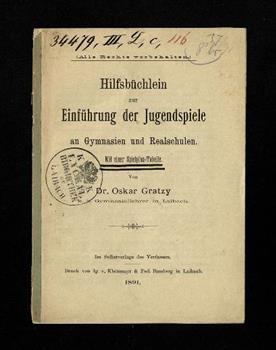 34479, III, I, c, 116
(Alle Rechte vorbehalten.)
Hilfsbüchlein
zur
Einführung der Jugendspiele
an Gymnasien und Realschulen.
Mit einer Spielplan-Tabelle.
Von
Dr. Oskar Gratzy
k. k. Gymnasiallehrer in Laibach.
Im Selbstverlage des Verfassers.
Druck von Ig. v. Kleinmayr & Fed. Bamberg in Laibach.
1891.